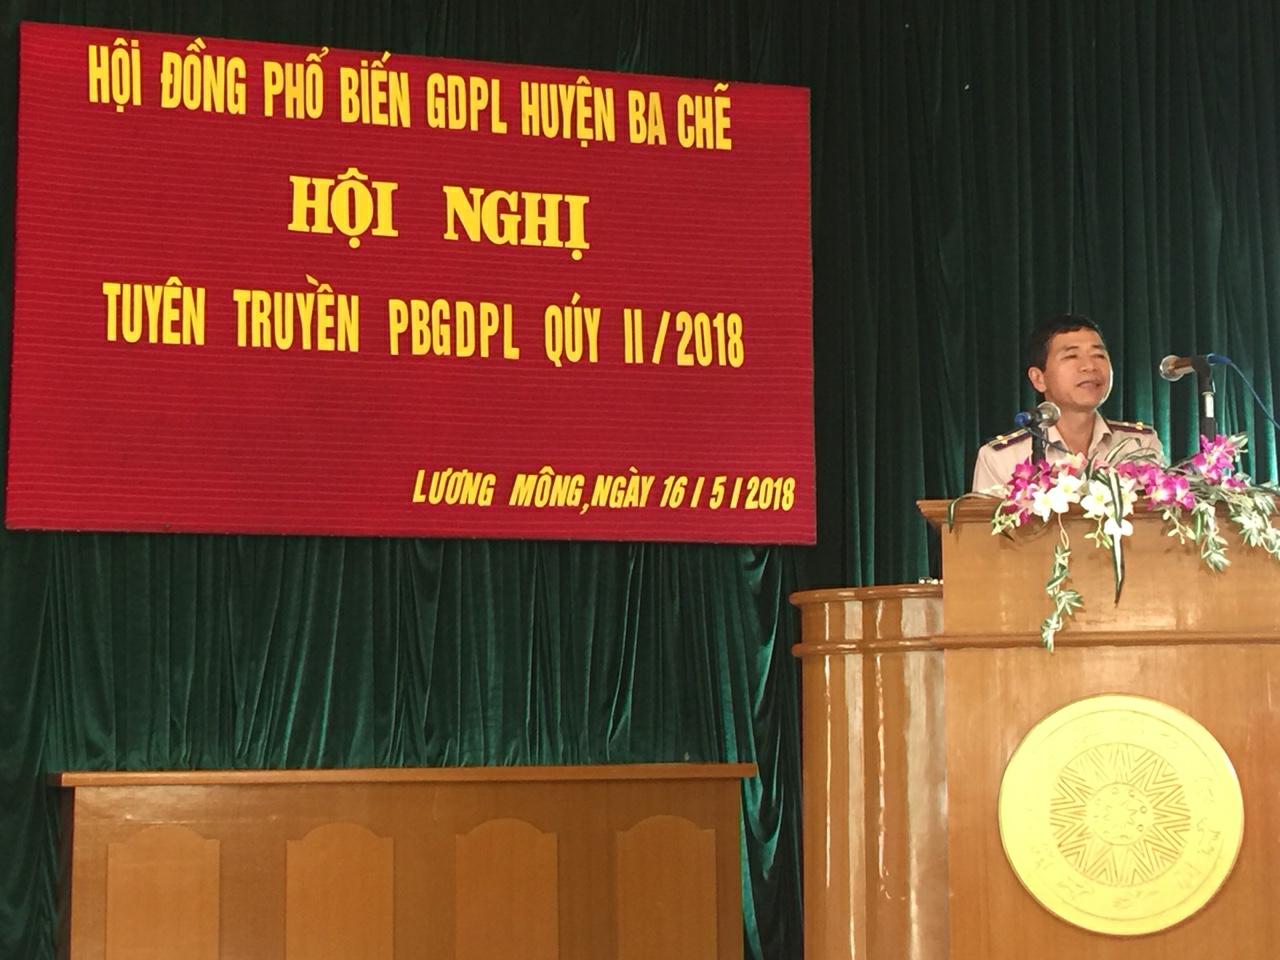 HỘI ĐỒNG PHỔ BIẾN GDPL HUYỆN BA CHẼ
HỘI NGHỊ
TUYÊN TRUYỀN PBGDPL QÚY II/2018
LƯƠNG MÔNG, NGÀY 16/5/2018